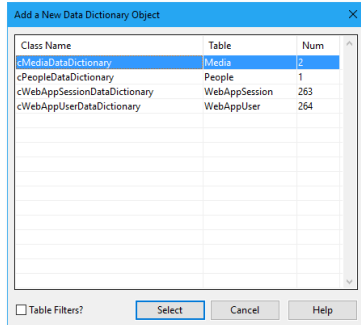 Add a New Data Dictionary Object
Class Name Table Num
cMediaDataDictionary Media 2
cPeopleDataDictionary People 1
cWebAppSessionDataDictionary WebAppSession 263
cWebAppUserDataDictionary WebAppUser 264
Table Filters? Select Cancel Help